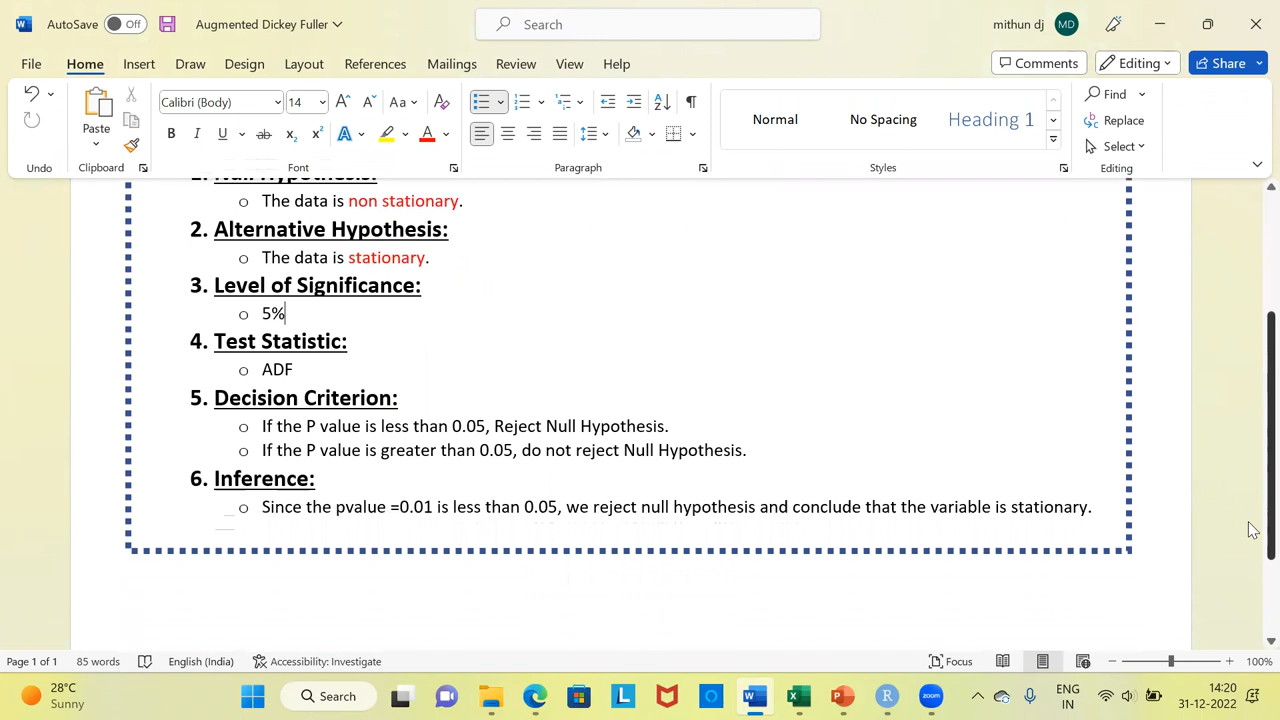 AutoSave Off Augmented Dickey Fuller Search mithun dj MD
File Home Insert Draw Design Layout References Mailings Review View Help Comments Editing Share
Calibri (Body) 14 Aa Find
Paste Normal No Spacing Heading 1 Replace
B I U ab x₂ x² A A Select
Undo Clipboard Font Paragraph Styles Editing
1. Null Hypothesis:
o The data is non stationary.
2. Alternative Hypothesis:
o The data is stationary.
3. Level of Significance:
o 5%
4. Test Statistic:
o ADF
5. Decision Criterion:
o If the P value is less than 0.05, Reject Null Hypothesis.
o If the P value is greater than 0.05, do not reject Null Hypothesis.
6. Inference:
o Since the pvalue =0.01 is less than 0.05, we reject null hypothesis and conclude that the variable is stationary.
Page 1 of 1 85 words English (India) Accessibility: Investigate Focus 100%
28°C Search ENG 14:20
Sunny IN 31-12-2022